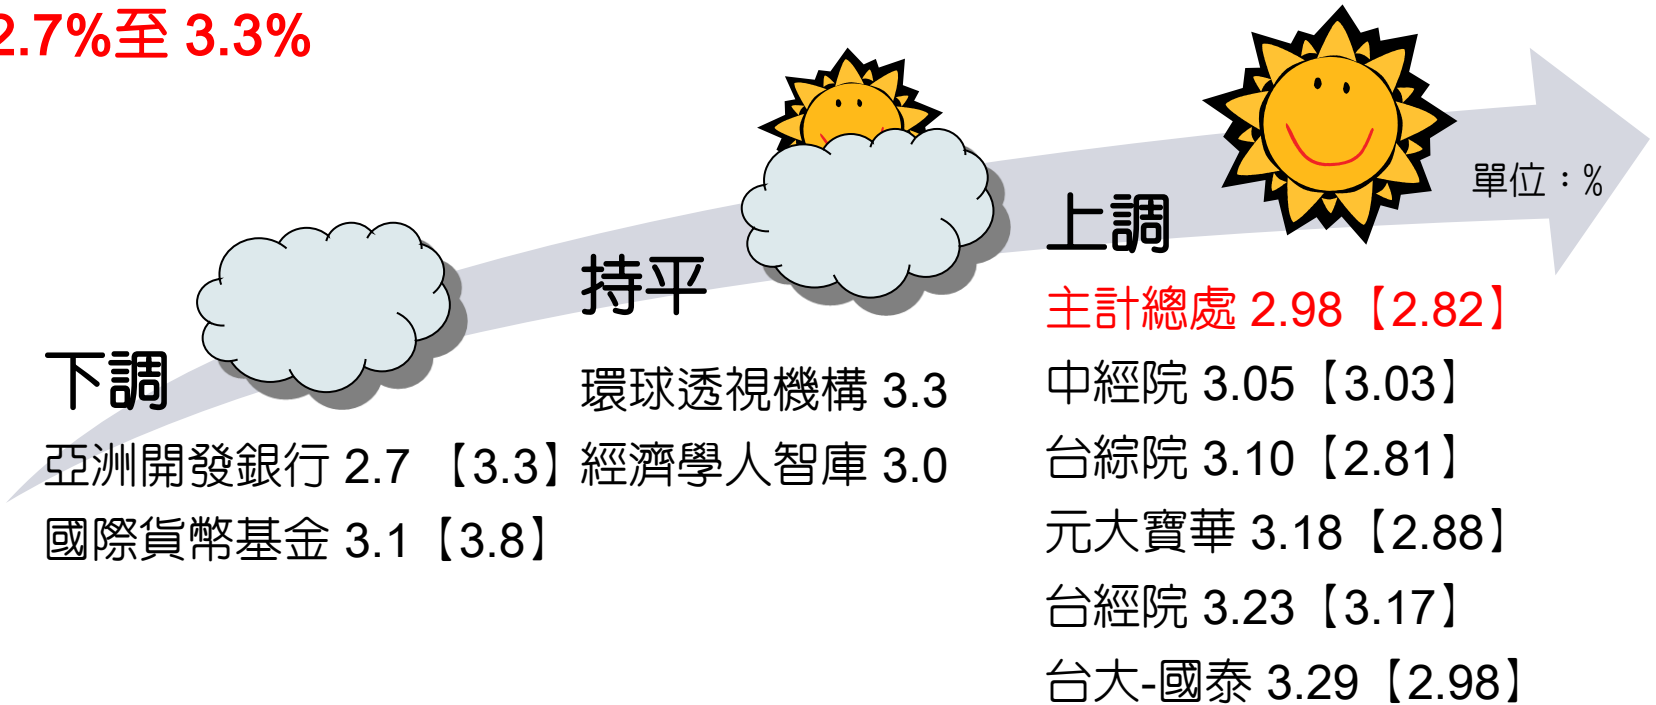 2.7%至 3.3%
單位：%
下調
亞洲開發銀行 2.7 【3.3】
國際貨幣基金 3.1【3.8】
持平
環球透視機構 3.3
經濟學人智庫 3.0
上調
主計總處 2.98【2.82】
中經院 3.05【3.03】
台綜院 3.10【2.81】
元大寶華 3.18【2.88】
台經院 3.23【3.17】
台大-國泰 3.29【2.98】